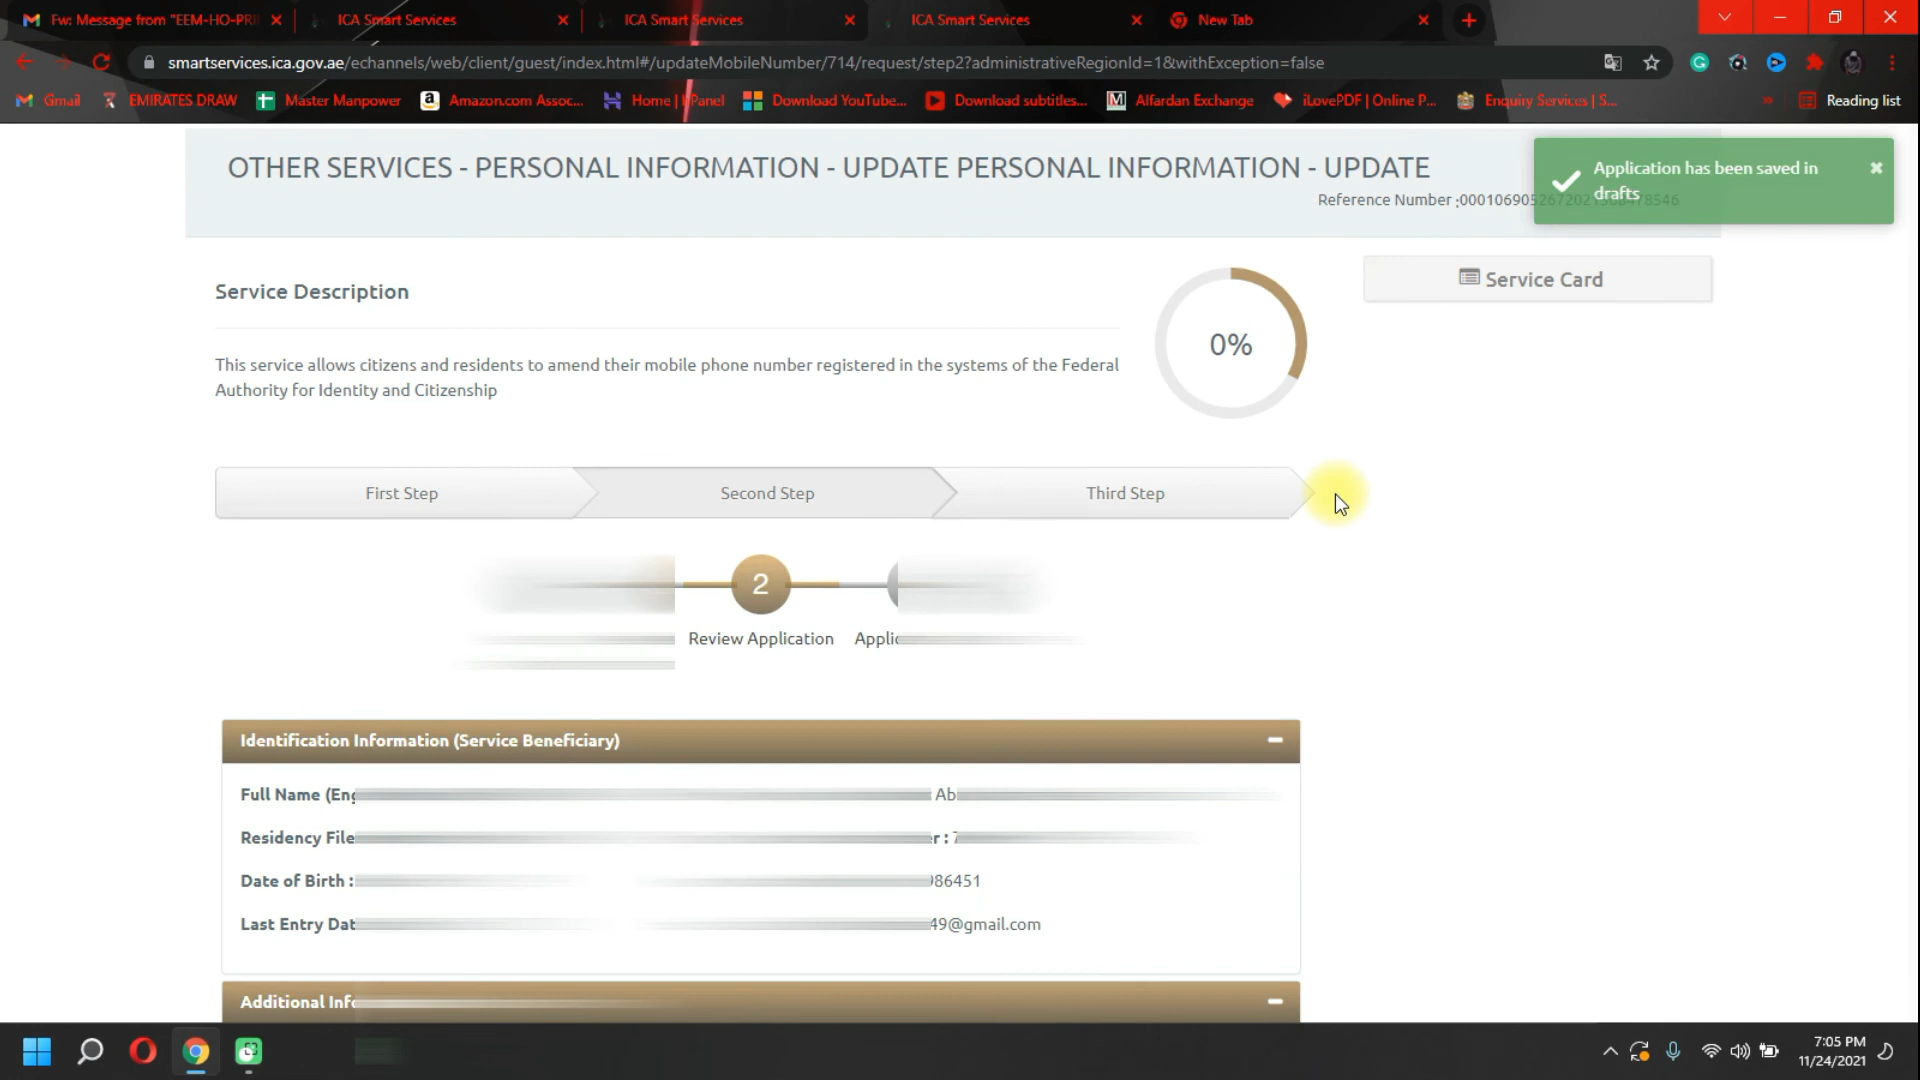 Fw: Message from "EEM-HO-PRI
ICA Smart Services
ICA Smart Services
ICA Smart Services
New Tab
smartservices.ica.gov.ae/echannels/web/client/guest/index.html#/updateMobileNumber/714/request/step2?administrativeRegionId=1&withException=false
Gmail
EMIRATES DRAW
Master Manpower
Amazon.com Assoc...
Home | hPanel
Download YouTube...
Download subtitles...
Alfardan Exchange
iLovePDF | Online P...
Enquiry Services | S...
»
Reading list
OTHER SERVICES - PERSONAL INFORMATION - UPDATE PERSONAL INFORMATION - UPDATE
Application has been saved in
drafts
Reference Number :
Service Description
Service Card
0%
This service allows citizens and residents to amend their mobile phone number registered in the systems of the Federal
Authority for Identity and Citizenship
First Step
Second Step
Third Step
2
Review Application
Applic
Identification Information (Service Beneficiary)
Full Name (Eng
Ab
Residency File
r : 7
Date of Birth :
986451
Last Entry Dat
49@gmail.com
Additional Info
7:05 PM
11/24/2021